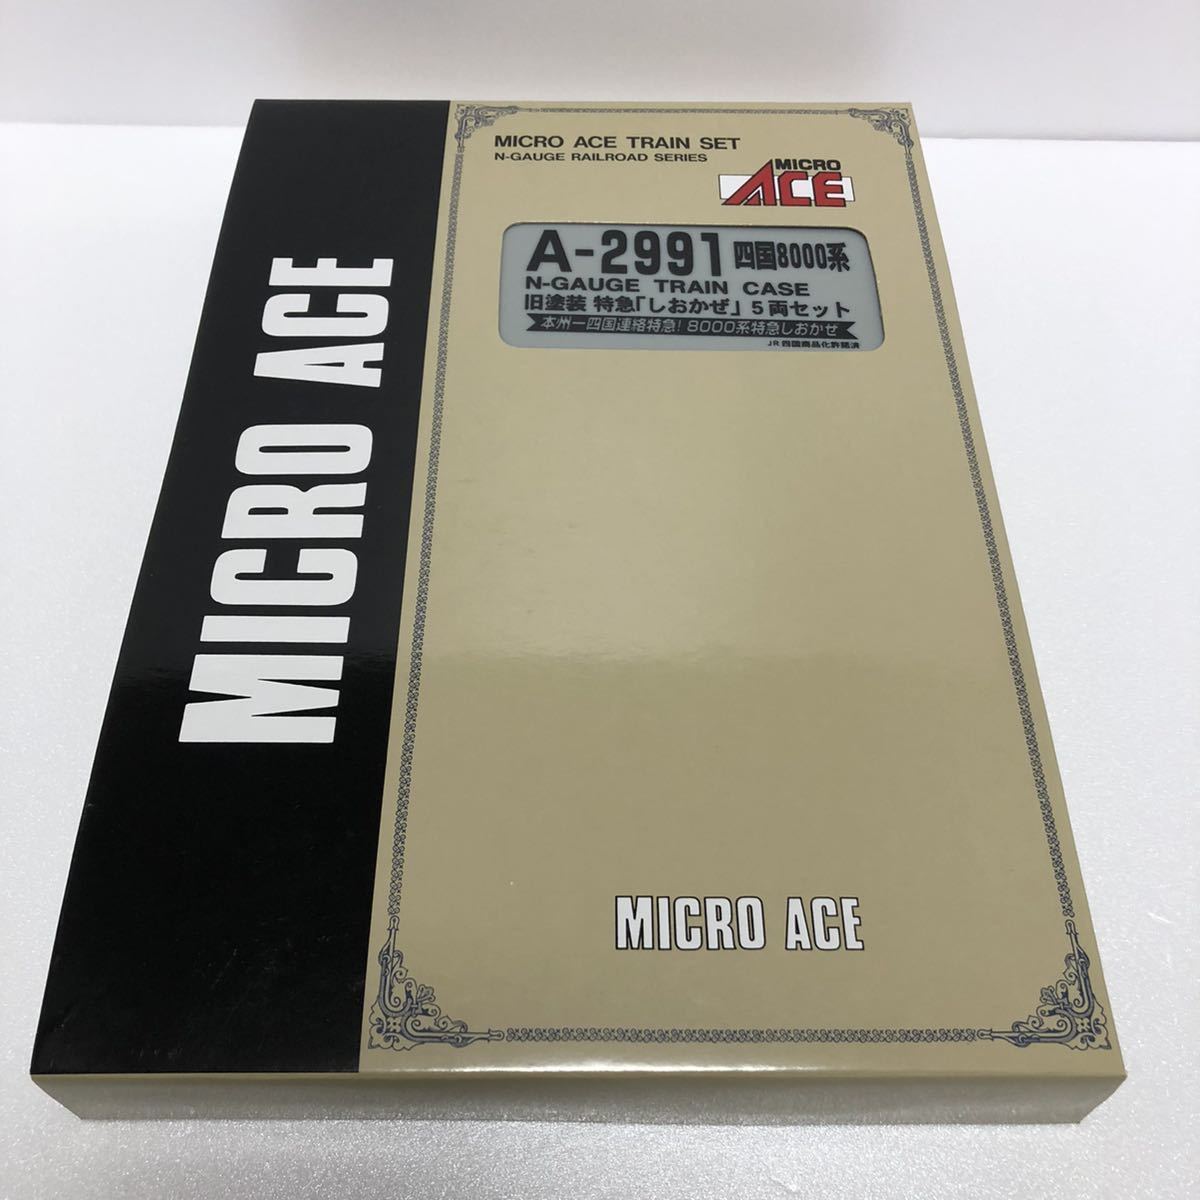 MICRO ACE
MICRO ACE TRAIN SET
N-GAUGE RAILROAD SERIES
MICRO
ACE
A-2991 四国8000系
N-GAUGE TRAIN CASE
旧塗装 特急「しおかぜ」5両セット
本州ー四国連絡特急! 8000系特急しおかぜ
JR四国商品化許諾済
MICRO ACE